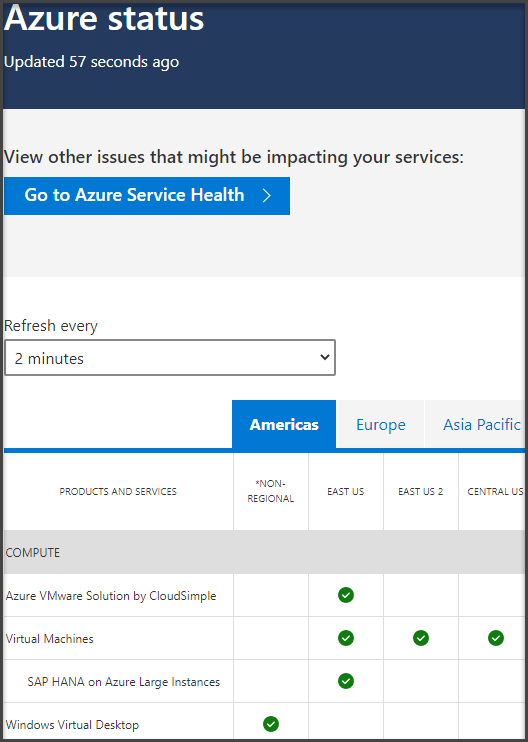 Azure status
Updated 57 seconds ago
View other issues that might be impacting your services:
Go to Azure Service Health
Refresh every
2 minutes
Americas Europe Asia Pacific
PRODUCTS AND SERVICES *NON-REGIONAL EAST US EAST US 2 CENTRAL US
COMPUTE
Azure VMware Solution by CloudSimple
Virtual Machines
SAP HANA on Azure Large Instances
Windows Virtual Desktop